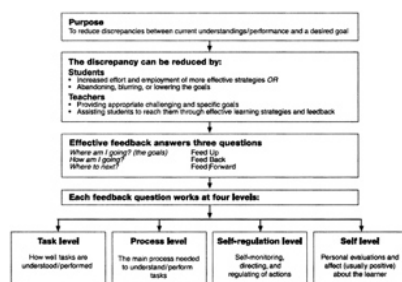 Purpose
To reduce discrepancies between current understandings/performance and a desired goal
The discrepancy can be reduced by:
Students
• Increased effort and employment of more effective strategies OR
• Abandoning, blurring, or lowering the goals
Teachers
• Providing appropriate challenging and specific goals
• Assisting students to reach them through effective learning strategies and feedback
Effective feedback answers three questions
Where am I going? (the goals) Feed Up
How am I going? Feed Back
Where to next? Feed Forward
Each feedback question works at four levels:
Task level
How well tasks are
understood/performed
Process level
The main process needed
to understand/perform
tasks
Self-regulation level
Self-monitoring,
directing, and
regulating of actions
Self level
Personal evaluations and
affect (usually positive)
about the learner